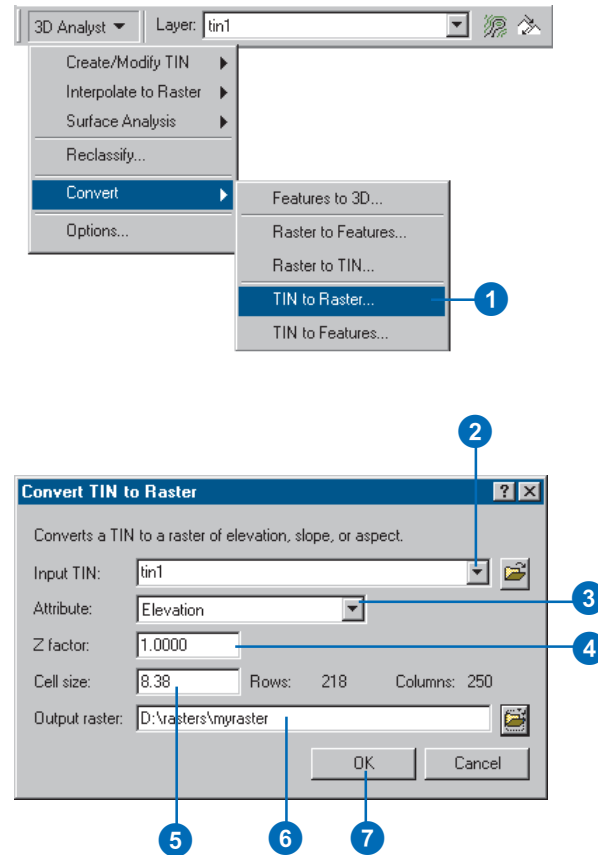 3D Analyst Layer: tin1
Create/Modify TIN
Interpolate to Raster
Surface Analysis
Reclassify...
Convert
Options...
Features to 3D...
Raster to Features...
Raster to TIN...
TIN to Raster...
TIN to Features...
1
2
Convert TIN to Raster ? X
Converts a TIN to a raster of elevation, slope, or aspect.
Input TIN: tin1
Attribute: Elevation
3
Z factor: 1.0000
4
Cell size: 8.38 Rows: 218 Columns: 250
Output raster: D:\rasters\myraster
OK Cancel
5 6 7